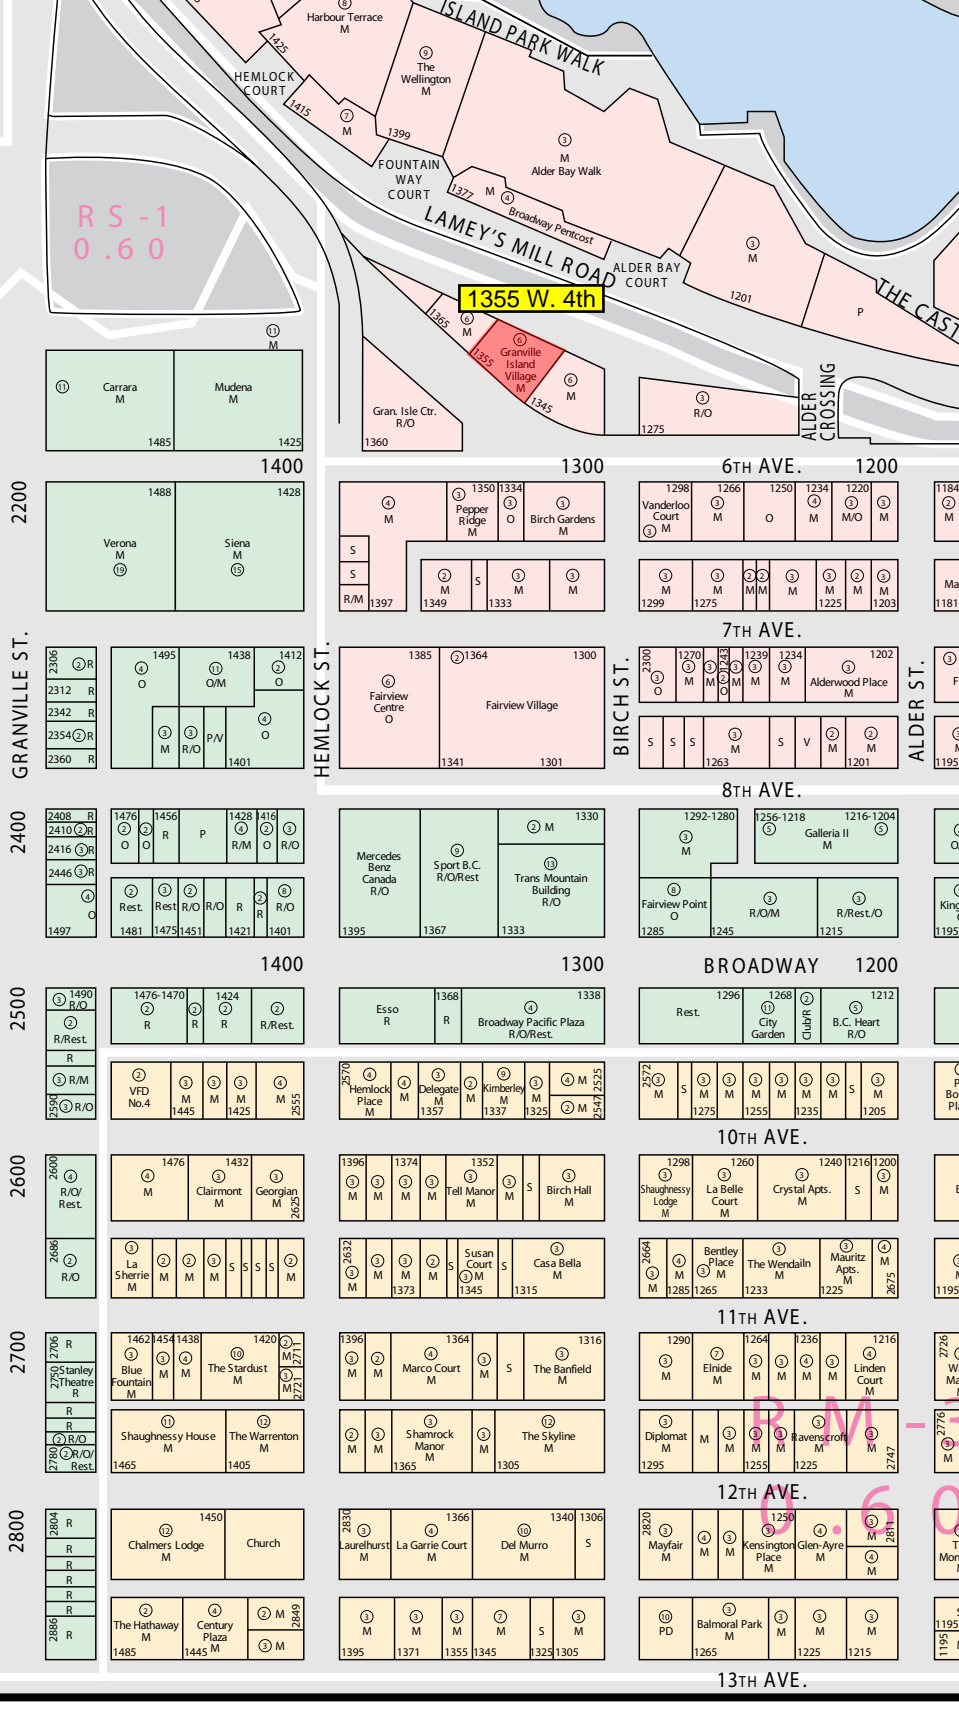 8
Harbour Terrace
M
ISLAND PARK WALK
1425
9
The
Wellington
M
HEMLOCK
COURT
1415
7
M
1399
3
M
Alder Bay Walk
FOUNTAIN
WAY
COURT
1377
M
4
Broadway Pentcost
RS-1
0.60
LAMEY'S MILL ROAD
ALDER BAY
COURT
3
M
1201
P
THE CAST
1355 W. 4th
1365
6
M
1355
6
Granville
Island
Village
M
6
M
1345
11
M
11
Carrara
M
1485
Mudena
M
1425
Gran. Isle Ctr.
R/O
1360
3
R/O
1275
ALDER
CROSSING
1400
1300
6TH AVE.
1200
2200
1488
Verona
M
19
1428
Siena
M
15
4
M
S
S
R/M
1397
3
1350
Pepper
Ridge
M
1334
3
O
3
Birch Gardens
M
1298
Vanderloo
Court
3 M
1266
3
M
1250
O
1234
4
M
1220
3
M/O
3
M
1184
2
M
2
M
1349
S
3
M
1333
3
M
3
M
1299
3
M
1275
2
M
2
M
3
M
3
M
1225
2
M
3
M
1203
Ma
1181
7TH AVE.
GRANVILLE ST.
HEMLOCK ST.
BIRCH ST.
ALDER ST.
2306
2 R
2312 R
2342 R
2354 2 R
2360 R
1495
4
O
1438
11
O/M
1412
2
O
3
M
3
R/O
P/V
4
O
1401
1385
6
Fairview
Centre
O
1341
2 1364
1300
Fairview Village
1301
2300
3
O
1270
3
M
3
M
1243
2
O
3
M
1239
3
M
1234
3
M
1202
3
Alderwood Place
M
3
F
S
S
S
3
M
1263
S
V
2
M
2
M
1201
3
M
1195
8TH AVE.
2400
2408 R
2410 2 R
2416 3 R
2446 3 R
4
O
1497
1476
2
O
2
O
1456
R
P
1428
4
R/M
1416
2
O
3
R/O
2
Rest.
1481
3
Rest
1475
2
R/O
1451
R/O
R
1421
2
R
8
R/O
1401
Mercedes
Benz
Canada
R/O
1395
9
Sport B.C.
R/O/Rest
1367
1330
2 M
13
Trans Mountain
Building
R/O
1333
1292-1280
3
M
1256-1218
5
Galleria II
1216-1204
5
8
Fairview Point
O
1285
3
R/O/M
1245
3
R/Rest./O
1215
4
O/
King
1195
1400
1300
BROADWAY
1200
2500
3 1490
R/O
2
R/Rest.
R
3 R/M
2590
3 R/O
1476-1470
2
R
2
R
1424
2
R
2
R/Rest.
Esso
R
1368
R
1338
4
Broadway Pacific Plaza
R/O/Rest.
1296
Rest.
1268
11
City
Garden
2
Club/R
1212
5
B.C. Heart
R/O
2
VFD
No.4
3
M
1445
3
M
3
M
1425
4
M
2555
2570
4
Hemlock
Place
M
4
M
3
Delegate
M
1357
2
M
9
Kimberley
M
1337
3
M
1325
4 M
2525
2 M
2547
2572
3
M
S
3
M
1275
3
M
3
M
1255
3
M
3
M
1235
3
M
S
3
M
1205
P
Bo
Pla
10TH AVE.
2600
2600
4
R/O/
Rest.
2686
2
R/O
1476
4
M
1432
3
Clairmont
M
3
Georgian
M
2625
1396
3
M
3
M
1374
3
M
3
M
1352
3
Tell Manor
M
3
M
S
3
Birch Hall
M
1298
3
Shaughnessy
Lodge
M
1260
3
La Belle
Court
M
1240
3
Crystal Apts.
M
1216
S
1200
3
M
3
La
Sherrie
M
2
M
2
M
3
M
S
S
S
S
2
M
2632
3
M
3
M
3
M
1373
2
M
S
Susan
Court
3 M
1345
S
3
Casa Bella
M
1315
2664
3
M
4
M
1285
Bentley
Place
3 M
1265
3
The Wendailn
M
1233
3
Mauritz
Apts.
M
1225
4
M
2675
3
M
1195
11TH AVE.
2700
2706
R
2750
Stanley
Theatre
R
R
R
2 R/O
2780
2 R/O/
Rest.
1462
3
Blue
Fountain
M
1454
3
M
1438
4
M
1420
10
The Stardust
M
2
M
2711
3
M
2721
1396
3
M
2
M
1364
4
Marco Court
M
3
M
S
1316
3
The Banfield
M
1290
3
M
7
Elnide
M
1264
3
M
3
M
1236
4
M
3
M
1216
4
Linden
Court
M
2726
2
Wa
Ma
M
11
Shaughnessy House
M
1465
12
The Warrenton
M
1405
2
M
3
M
3
Shamrock
Manor
M
1365
3
M
12
The Skyline
M
1305
3
Diplomat
M
1295
M
3
M
3
M
1255
3
M
3
Ravenscroft
M
1225
3
M
2747
2776
3
M
RM-3
0.60
12TH AVE.
2800
2804
R
R
R
R
R
R
2886
R
1450
12
Chalmers Lodge
M
Church
2830
3
Laurelhurst
M
1366
4
La Garrie Court
M
1340
10
Del Murro
M
1306
S
2820
3
Mayfair
M
4
M
3
M
1250
3
Kensington
Place
M
4
Glen-Ayre
M
3
M
2811
4
M
T
Mon
M
2
The Hathaway
M
1485
4
Century
Plaza
M
1445
2 M
2849
3 M
3
M
1395
3
M
1371
3
M
1355
7
M
1345
S
1325
3
M
1305
10
PD
3
Balmoral Park
M
1265
3
M
3
M
1225
3
M
1215
S
1195
1195
13TH AVE.